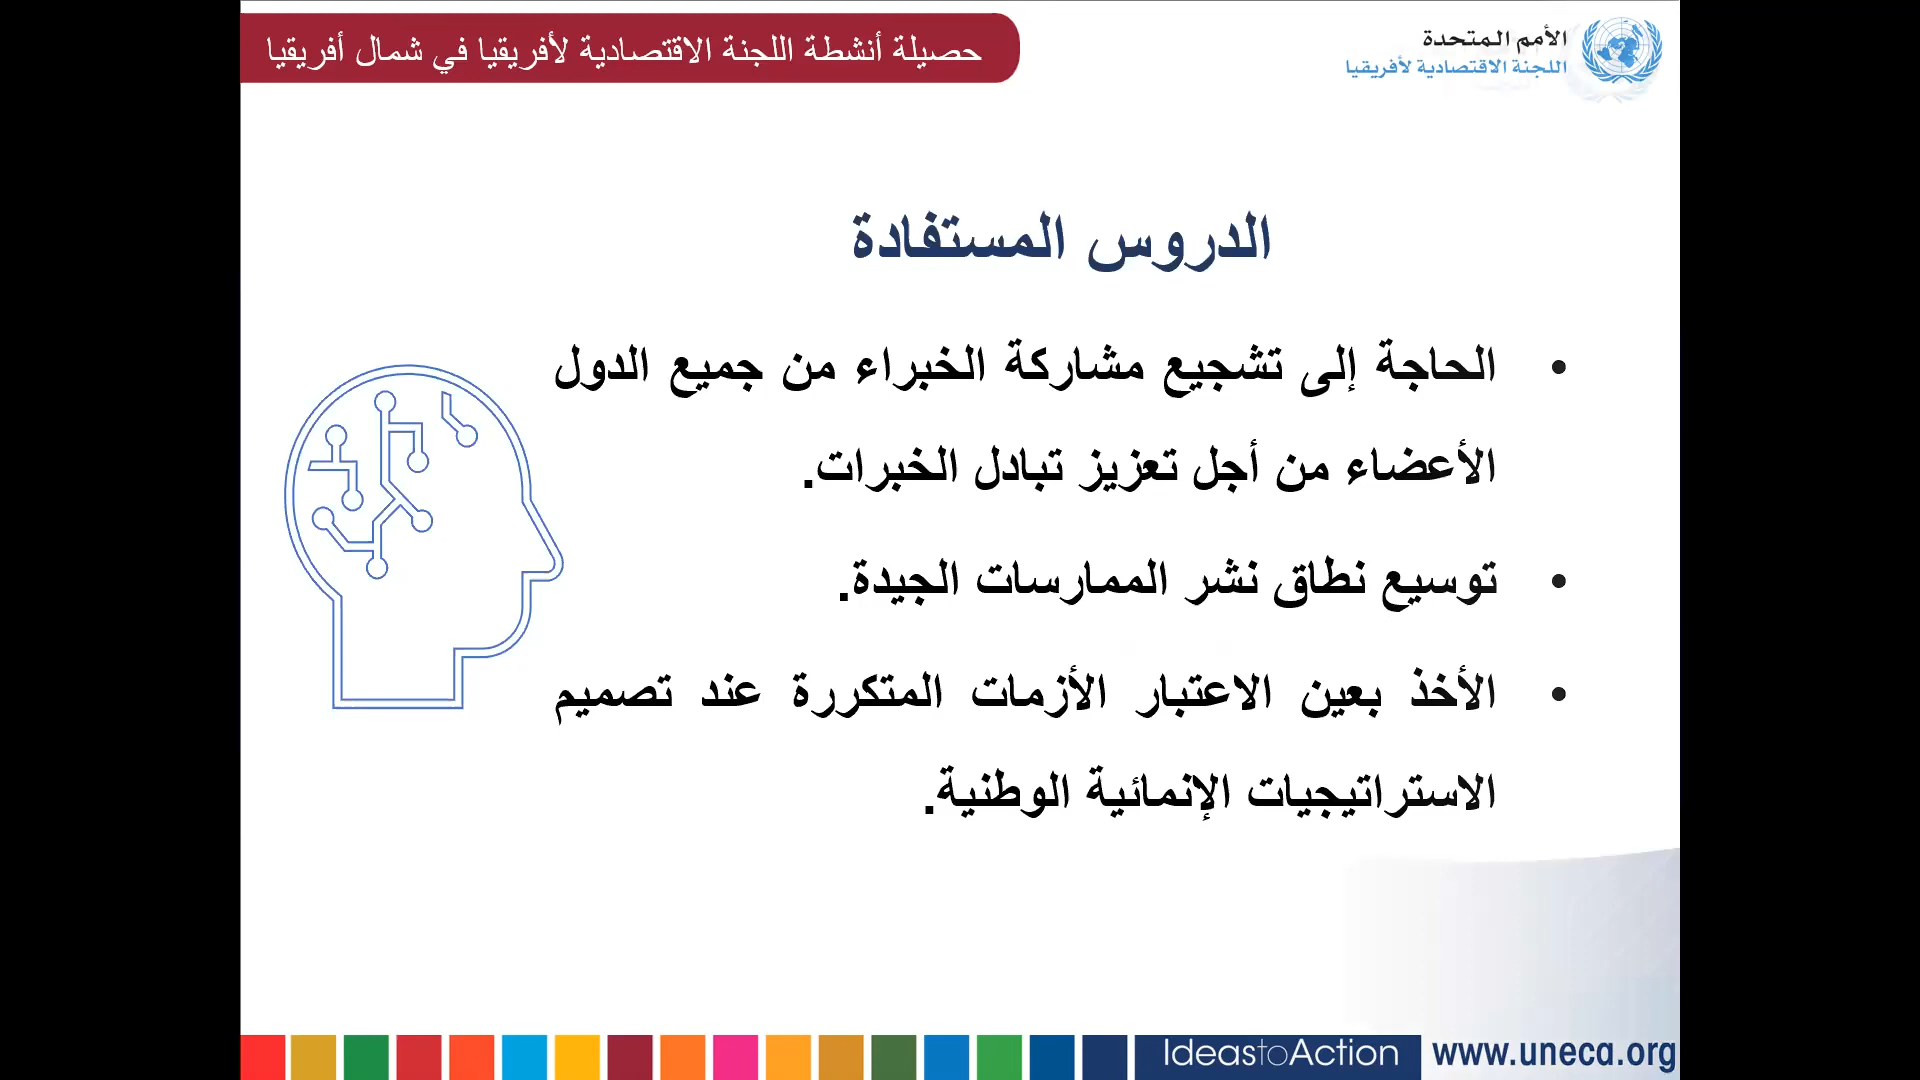 حصيلة أنشطة اللجنة الاقتصادية لأفريقيا في شمال أفريقيا
الأمم المتحدة
اللجنة الاقتصادية لأفريقيا
الدروس المستفادة
• الحاجة إلى تشجيع مشاركة الخبراء من جميع الدول
الأعضاء من أجل تعزيز تبادل الخبرات.
• توسيع نطاق نشر الممارسات الجيدة.
• الأخذ بعين الاعتبار الأزمات المتكررة عند تصميم
الاستراتيجيات الإنمائية الوطنية.
IdeastoAction
www.uneca.org